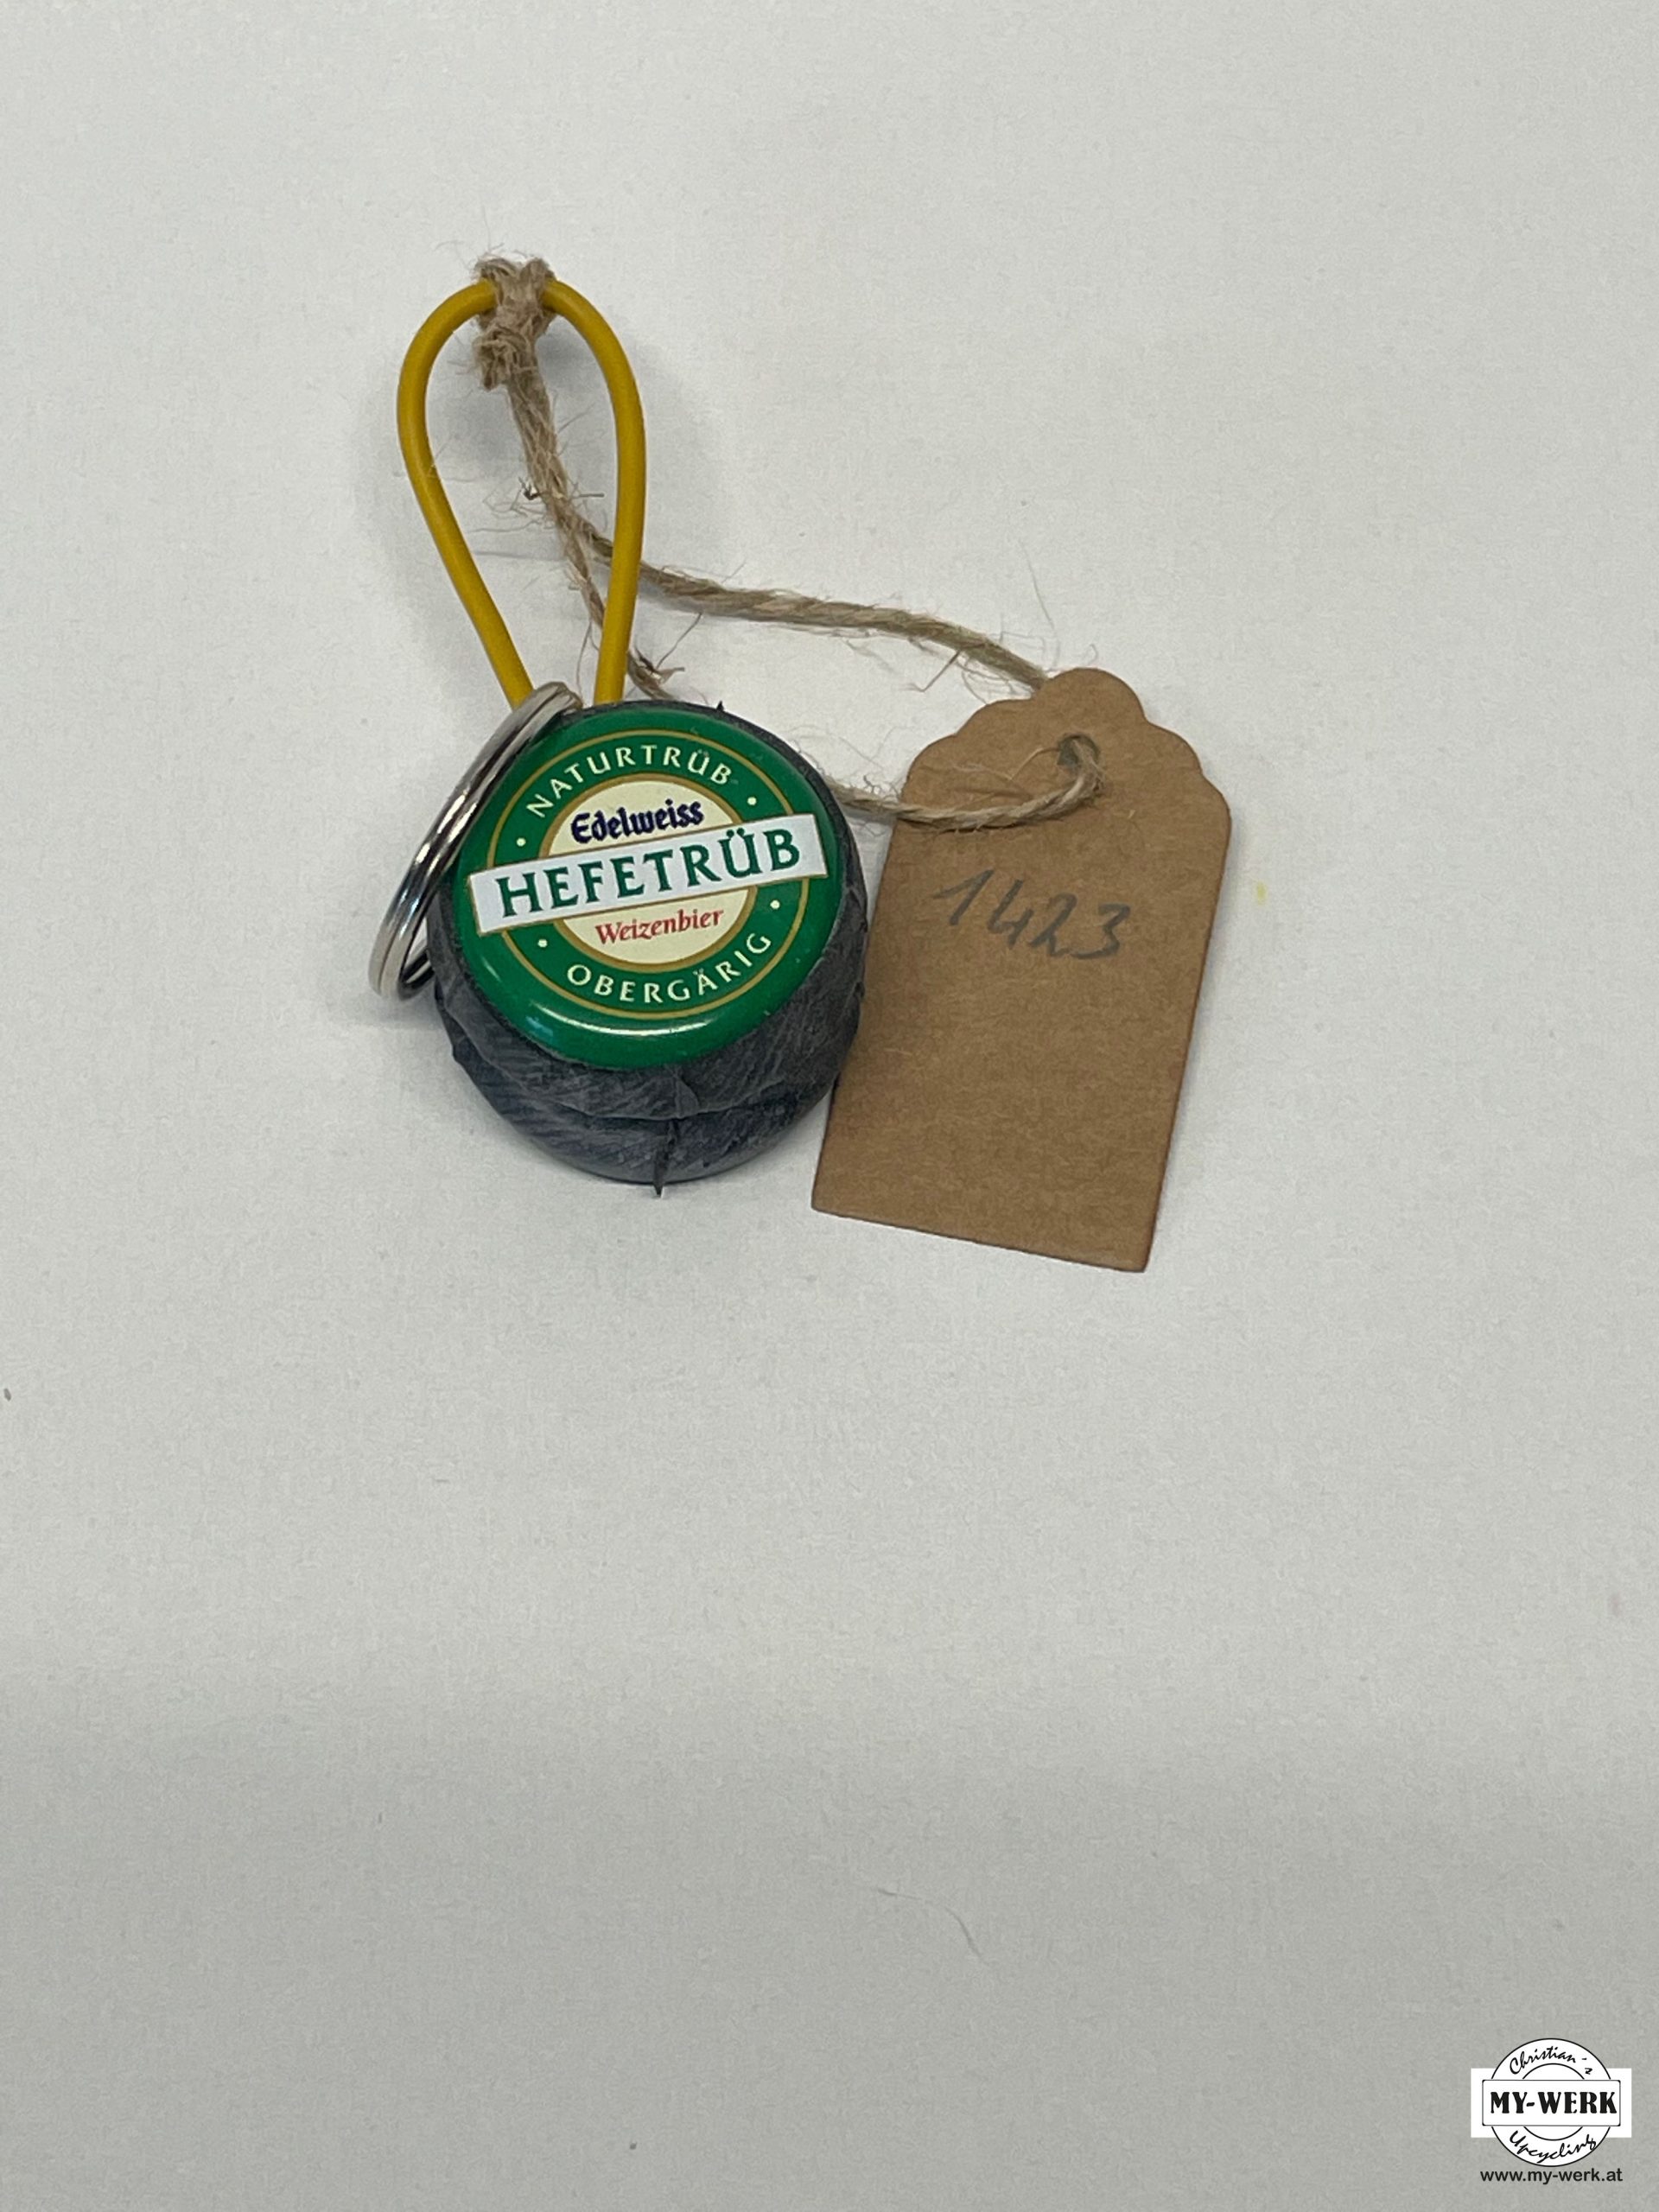 NATURTRÜB
Edelweiss
HEFETRÜB
Weizenbier
OBERGÄRIG
1423
Christian´s
MY-WERK
Upcycling
www.my-werk.at